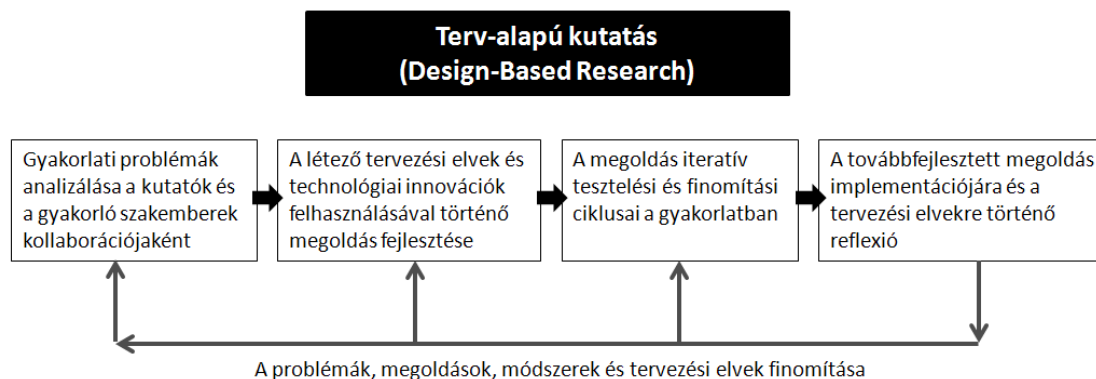 Terv-alapú kutatás
(Design-Based Research)
Gyakorlati problémák
analizálása a kutatók és
a gyakorló szakemberek
kollaborációjaként
A létező tervezési elvek és
technológiai innovációk
felhasználásával történő
megoldás fejlesztése
A megoldás iteratív
tesztelési és finomítási
ciklusai a gyakorlatban
A továbbfejlesztett megoldás
implementációjára és a
tervezési elvekre történő
reflexió
A problémák, megoldások, módszerek és tervezési elvek finomítása